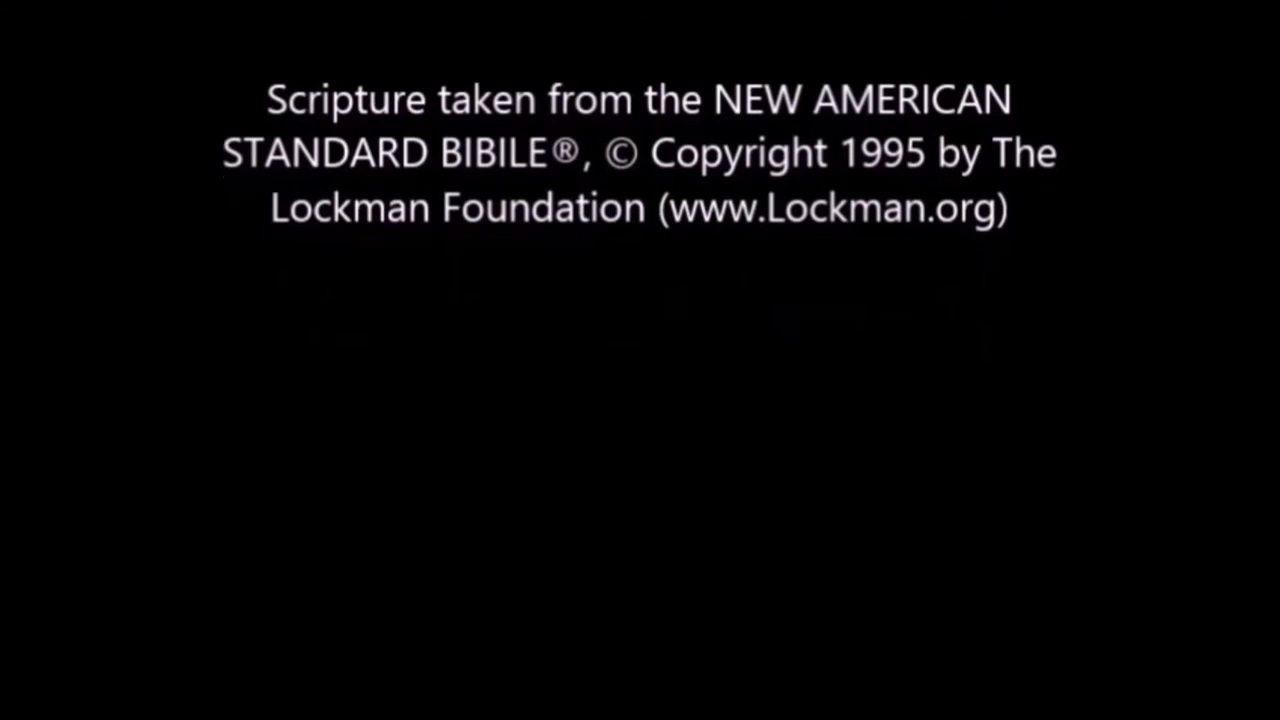 Scripture taken from the NEW AMERICAN
STANDARD BIBILE®, © Copyright 1995 by The
Lockman Foundation (www.Lockman.org)